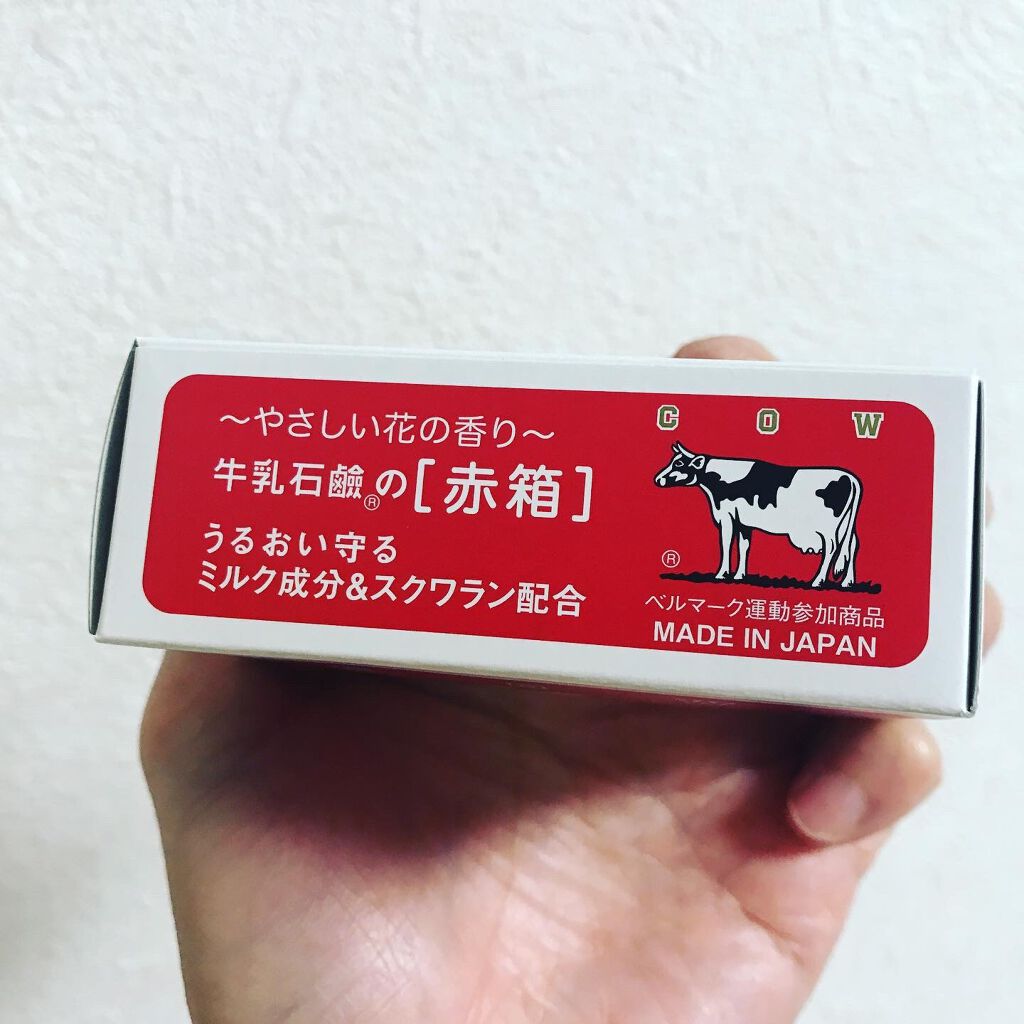 ～やさしい花の香り～
牛乳石鹼®の［赤箱］
うるおい守る
ミルク成分&スクワラン配合
COW
®
ベルマーク運動参加商品
MADE IN JAPAN